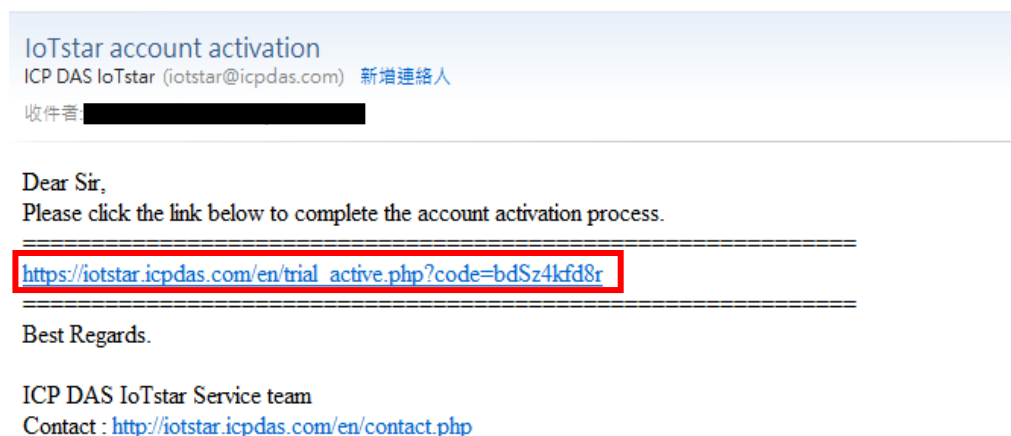 IoTstar account activation
ICP DAS IoTstar (iotstar@icpdas.com) 新增連絡人
收件者:
Dear Sir,
Please click the link below to complete the account activation process.
================================================================
https://iotstar.icpdas.com/en/trial_active.php?code=bdSz4kfd8r
================================================================
Best Regards.
ICP DAS IoTstar Service team
Contact : http://iotstar.icpdas.com/en/contact.php